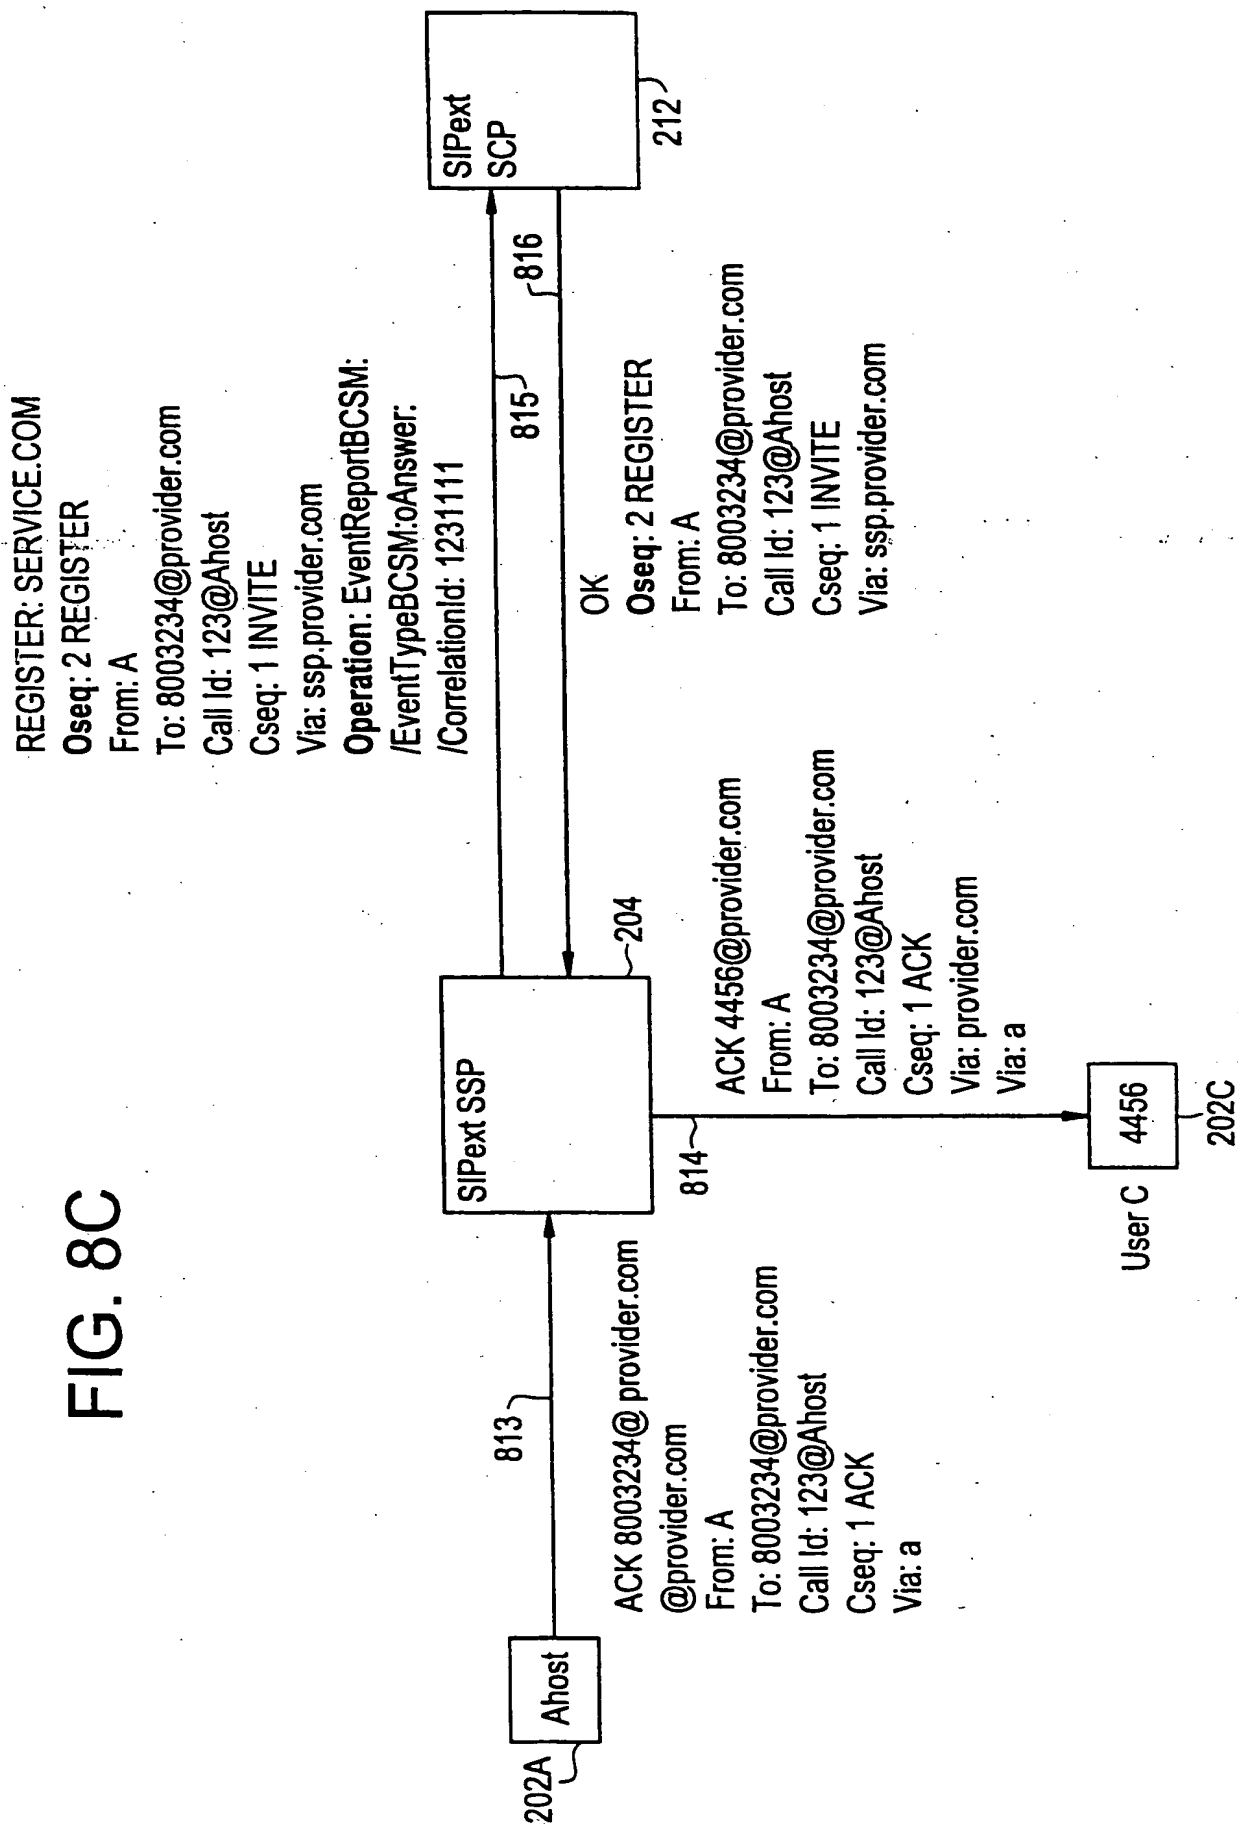 FIG. 8C
REGISTER: SERVICE.COM
Oseq: 2 REGISTER
From: A
To: 8003234@provider.com
Call Id: 123@Ahost
Cseq: 1 INVITE
Via: ssp.provider.com
Operation: EventReportBCSM:
/EventTypeBCSM:oAnswer:
/CorrelationId: 1231111
815
816
SIPext
SCP
212
OK
Oseq: 2 REGISTER
From: A
To: 8003234@provider.com
Call Id: 123@Ahost
Cseq: 1 INVITE
Via: ssp.provider.com
SIPext SSP
204
813
Ahost
202A
ACK 8003234@ provider.com
@provider.com
From: A
To: 8003234@provider.com
Call Id: 123@Ahost
Cseq: 1 ACK
Via: a
814
ACK 4456@provider.com
From: A
To: 8003234@provider.com
Call Id: 123@Ahost
Cseq: 1 ACK
Via: provider.com
Via: a
User C
4456
202C